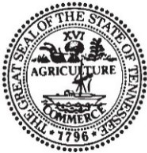 THE GREAT SEAL OF THE STATE OF TENNESSEE
XVI
AGRICULTURE
COMMERCE
1796